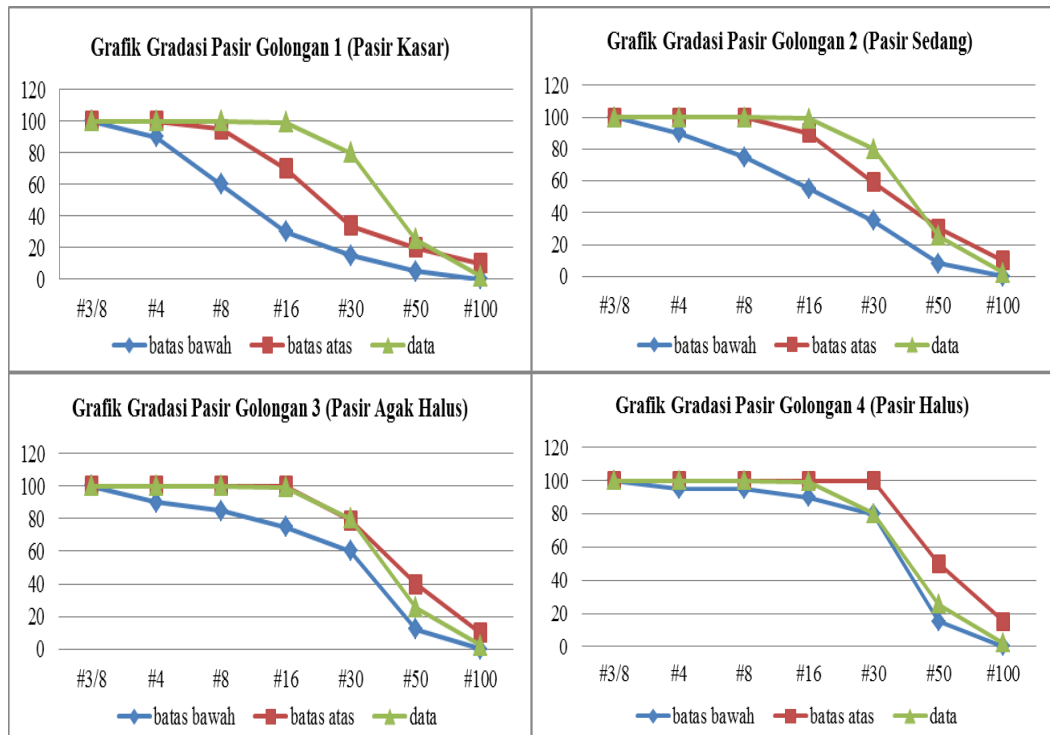 Grafik Gradasi Pasir Golongan 1 (Pasir Kasar)
120
100
80
60
40
20
0
#3/8 #4 #8 #16 #30 #50 #100
batas bawah batas atas data
Grafik Gradasi Pasir Golongan 2 (Pasir Sedang)
120
100
80
60
40
20
0
#3/8 #4 #8 #16 #30 #50 #100
batas bawah batas atas data
Grafik Gradasi Pasir Golongan 3 (Pasir Agak Halus)
120
100
80
60
40
20
0
#3/8 #4 #8 #16 #30 #50 #100
batas bawah batas atas data
Grafik Gradasi Pasir Golongan 4 (Pasir Halus)
120
100
80
60
40
20
0
#3/8 #4 #8 #16 #30 #50 #100
batas bawah batas atas data